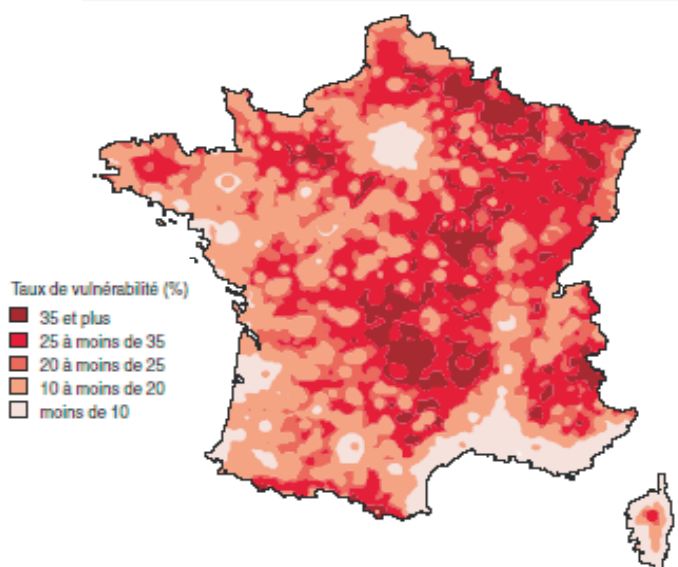 Taux de vulnérabilité (%)
35 et plus
25 à moins de 35
20 à moins de 25
10 à moins de 20
moins de 10